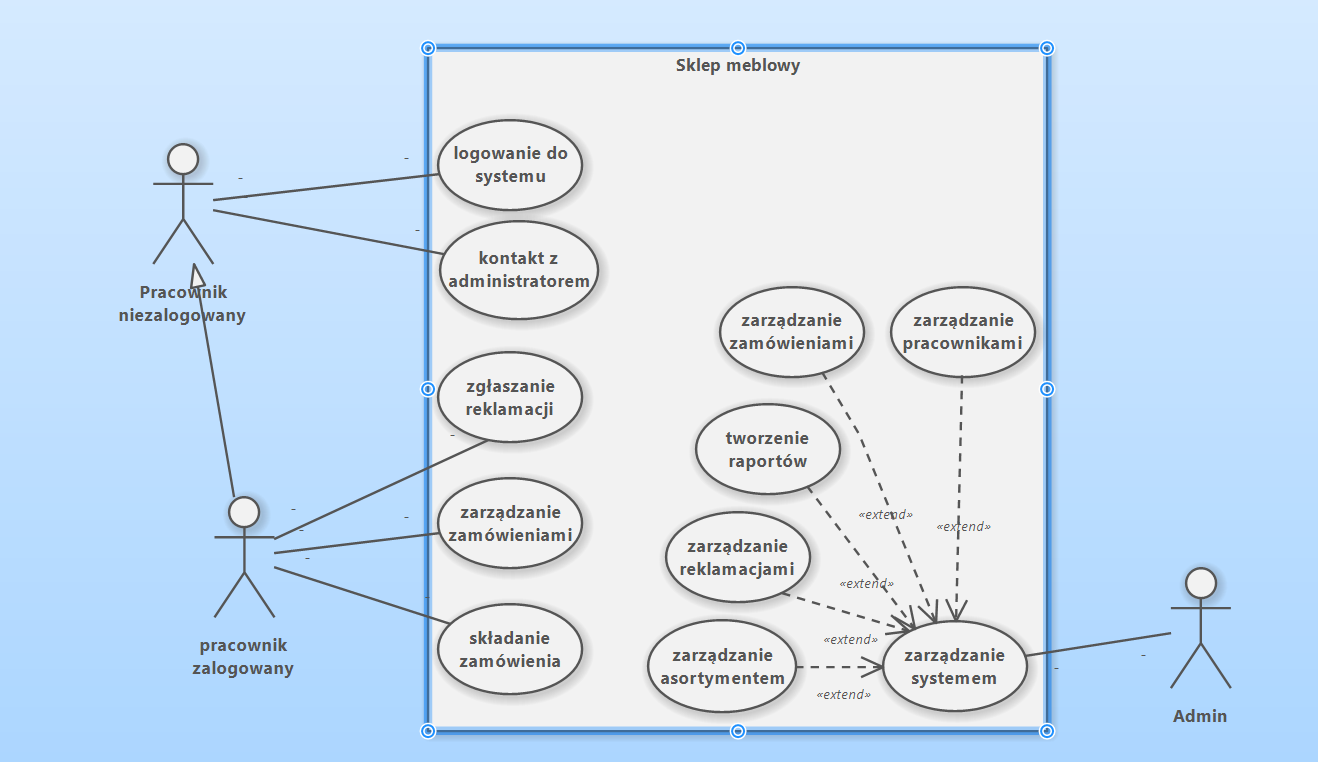 Sklep meblowy
logowanie do
systemu
kontakt z
administratorem
Pracownik
niezalogowany
zarządzanie
zamówieniami
zarządzanie
pracownikami
zgłaszanie
reklamacji
tworzenie
raportów
zarządzanie
zamówieniami
«extend»
«extend»
zarządzanie
reklamacjami
«extend»
składanie
zamówienia
«extend»
pracownik
zalogowany
zarządzanie
asortymentem
«extend»
zarządzanie
systemem
Admin